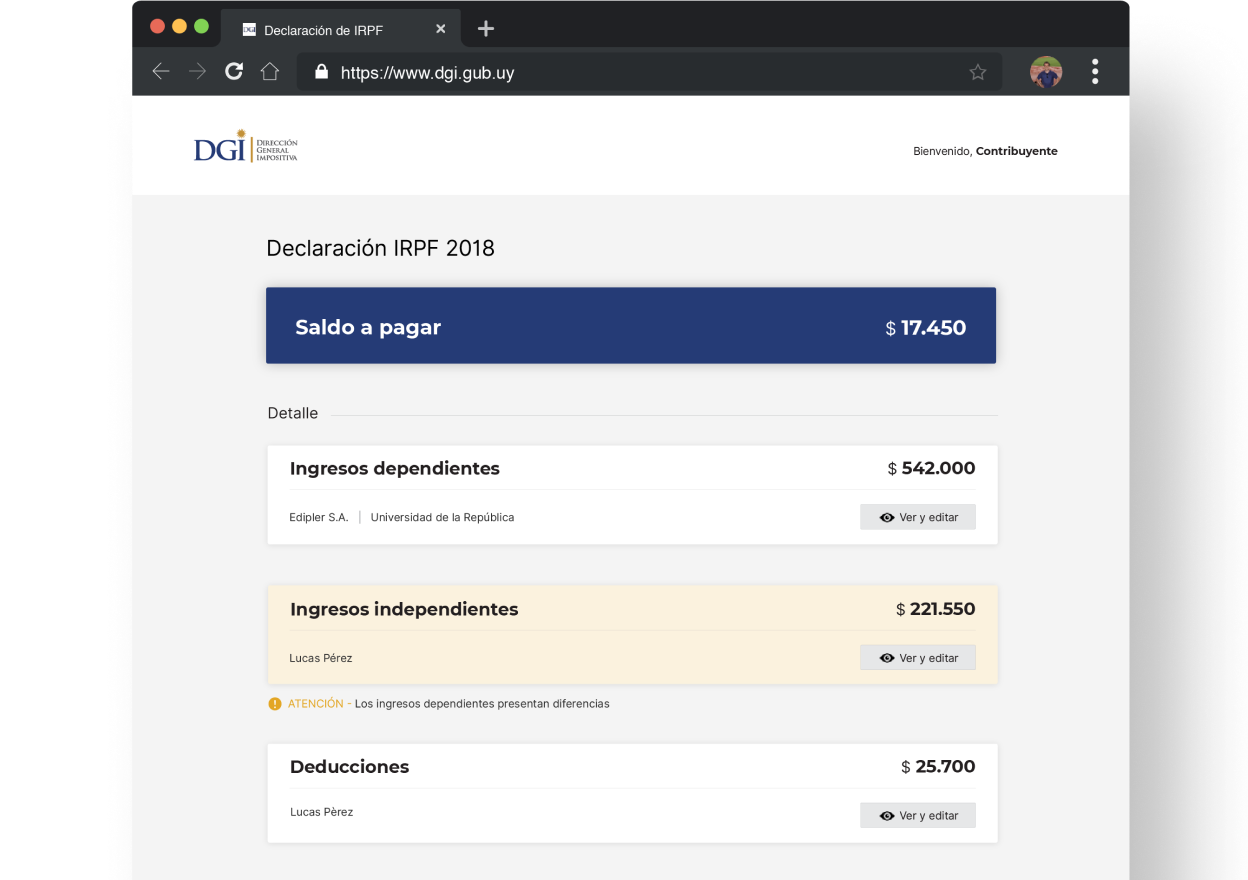 DGI Declaración de IRPF
https://www.dgi.gub.uy
DGI
DIRECCIÓN
GENERAL
IMPOSITIVA
Bienvenido, Contribuyente
Declaración IRPF 2018
Saldo a pagar $ 17.450
Detalle
Ingresos dependientes $ 542.000
Edipler S.A. | Universidad de la República Ver y editar
Ingresos independientes $ 221.550
Lucas Pérez Ver y editar
ATENCIÓN - Los ingresos dependientes presentan diferencias
Deducciones $ 25.700
Lucas Pèrez Ver y editar